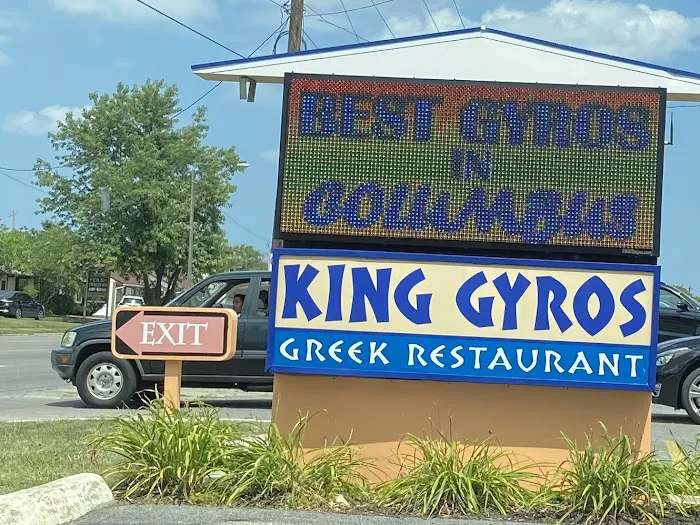 BEST GYROS
IN
COLUMBUS
KING GYROS
GREEK RESTAURANT
EXIT